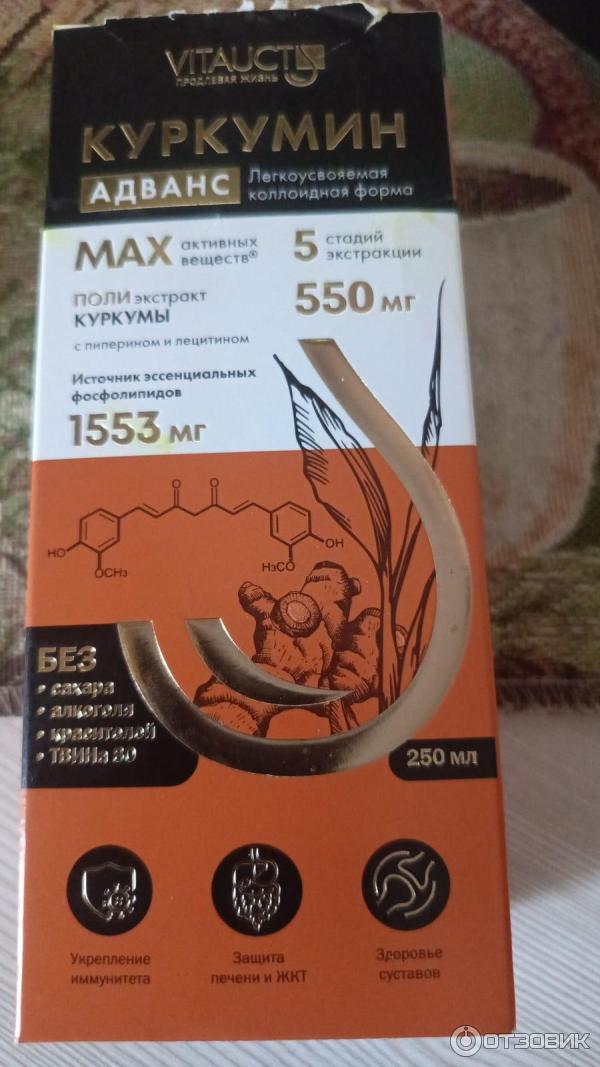 VITAUCT
ПРОДЛЕВАЯ ЖИЗНЬ
КУРКУМИН
АДВАНС
Легкоусвояемая
коллоидная форма
MAX активных
веществ®
5 стадий
экстракции
ПОЛИ экстракт
КУРКУМЫ
550 мг
с пиперином и лецитином
Источник эссенциальных
фосфолипидов
1553 мг
O O
HO OCH3
H3CO OH
БЕЗ
• сахара
• алкоголя
• красителей
• ТВИНа 80
250 мл
Укрепление
иммунитета
Защита
печени и ЖКТ
Здоровье
суставов
ОТЗОВИК